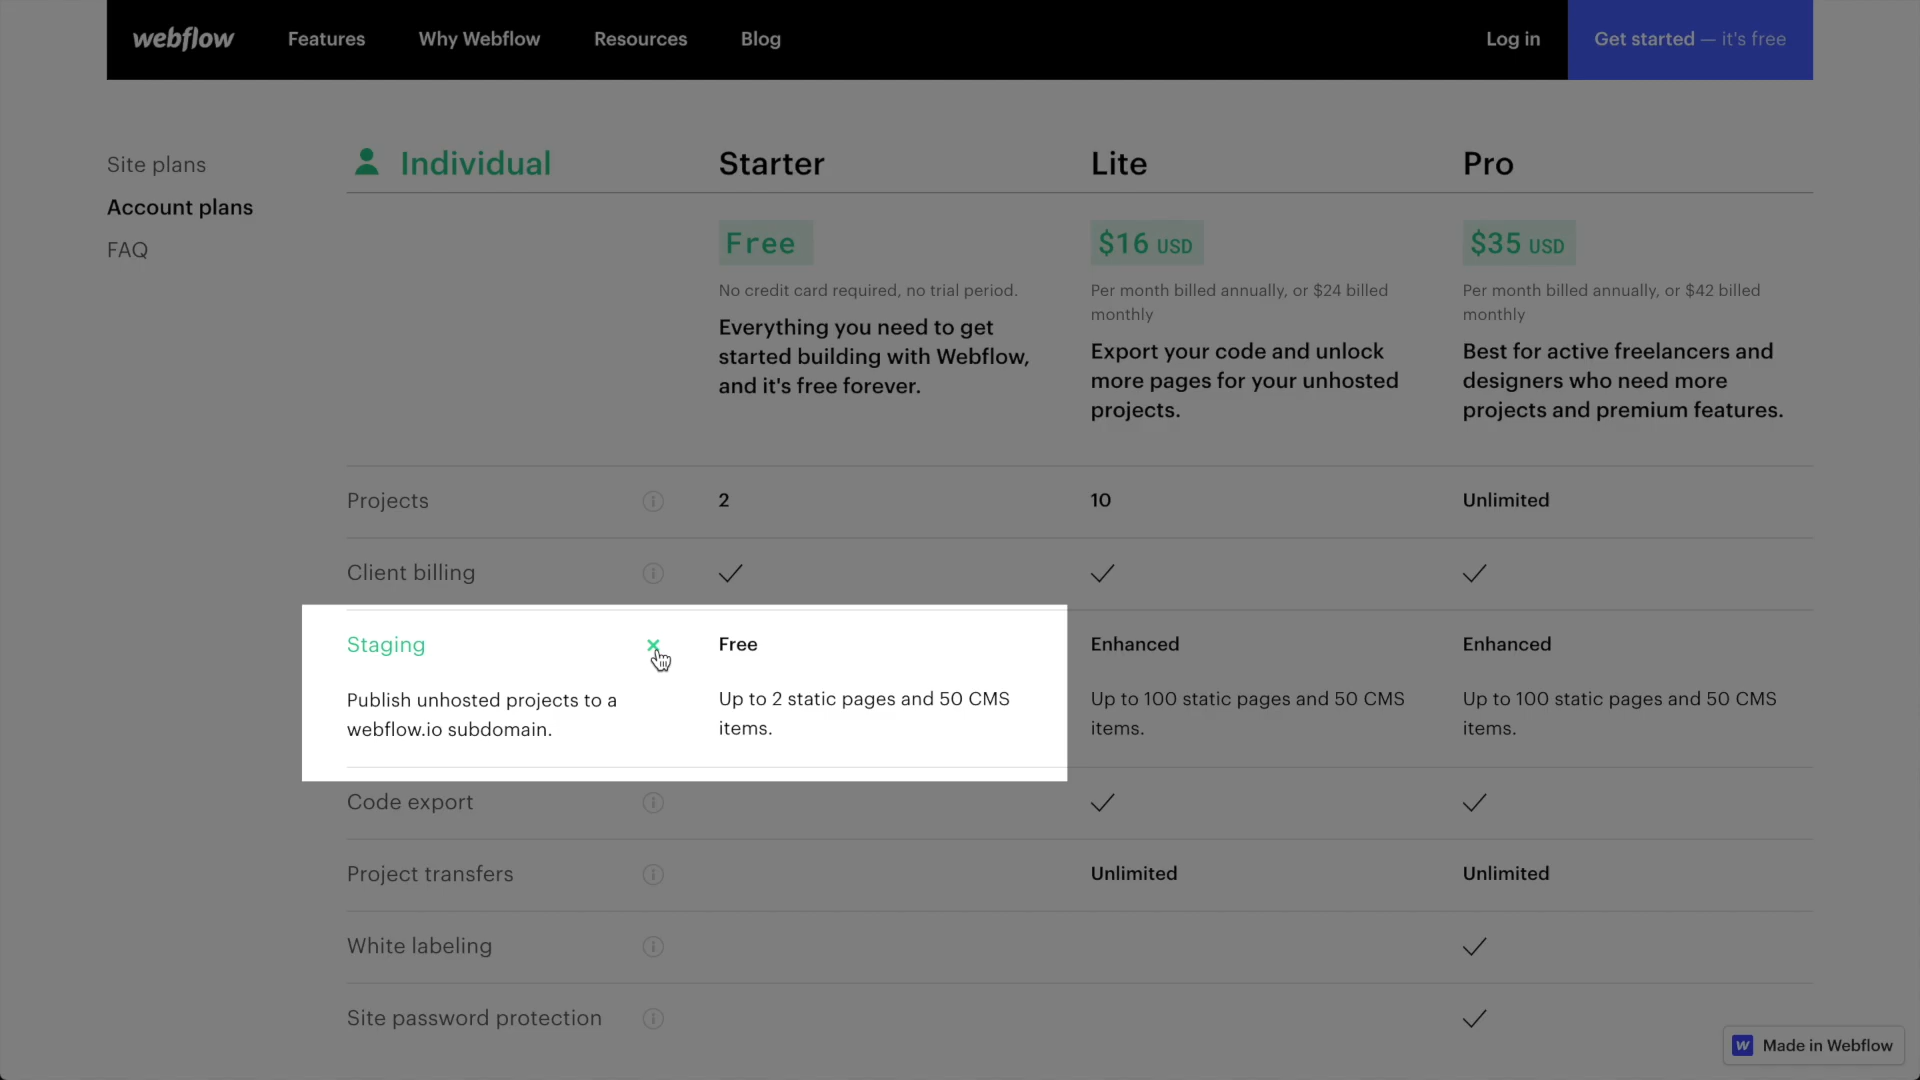 webflow
Features
Why Webflow
Resources
Blog
Log in
Get started — it's free
Site plans
Account plans
FAQ
Individual
Starter
Lite
Pro
Free
No credit card required, no trial period.
Everything you need to get
started building with Webflow,
and it's free forever.
$16 USD
Per month billed annually, or $24 billed
monthly
Export your code and unlock
more pages for your unhosted
projects.
$35 USD
Per month billed annually, or $42 billed
monthly
Best for active freelancers and
designers who need more
projects and premium features.
Projects
2
10
Unlimited
Client billing
Staging
Publish unhosted projects to a
webflow.io subdomain.
Free
Up to 2 static pages and 50 CMS
items.
Enhanced
Up to 100 static pages and 50 CMS
items.
Enhanced
Up to 100 static pages and 50 CMS
items.
Code export
Project transfers
Unlimited
Unlimited
White labeling
Site password protection
Made in Webflow